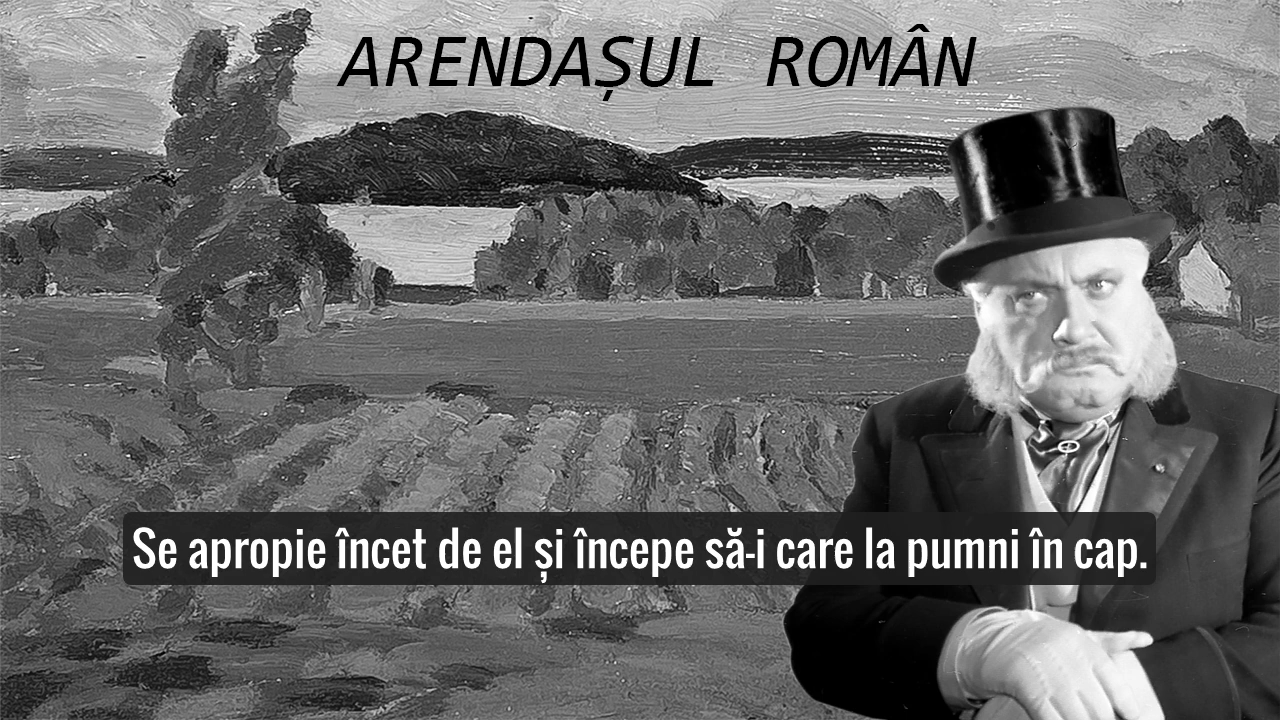 ARENDAȘUL ROMÂN
Se apropie încet de el și începe să-i care la pumni în cap.